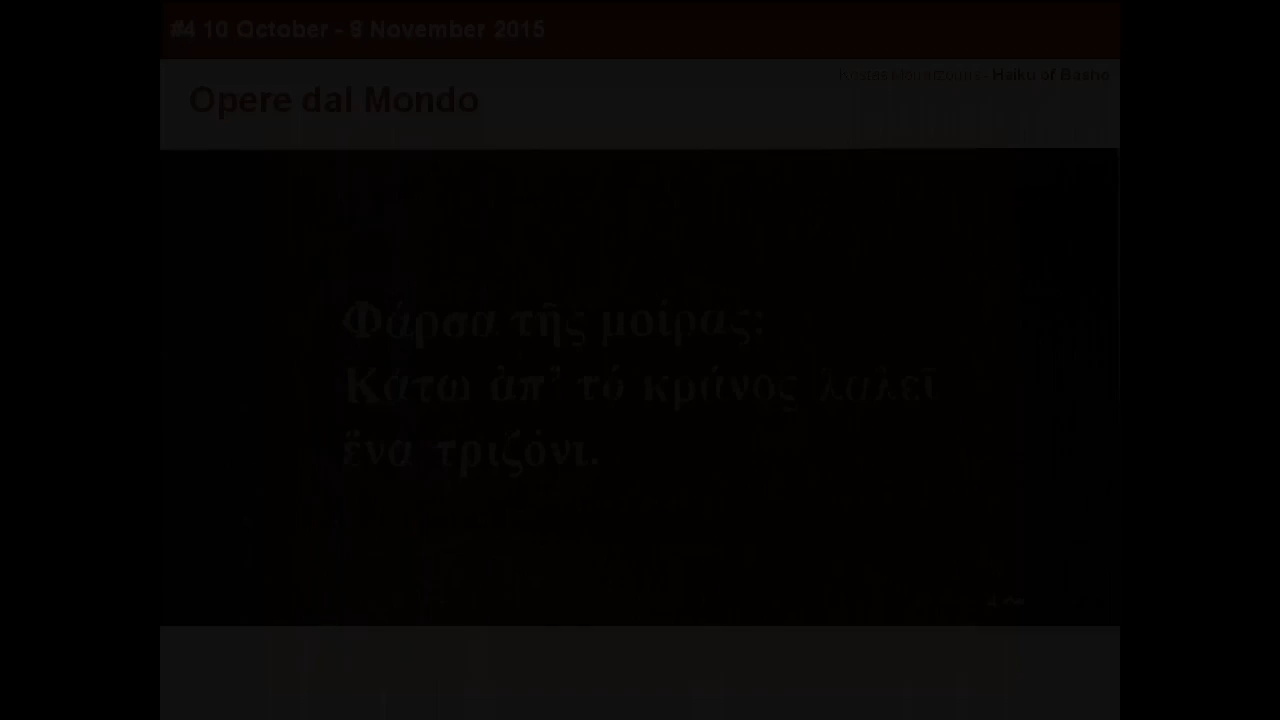 #4 10 October - 8 November 2015
Haiku of Basho
Opere dal Mondo
Φάρσα τῆς μοίρας;
Κάτω ἀπ' τό κράνος λαλεῖ
ἕνα τριζόνι.